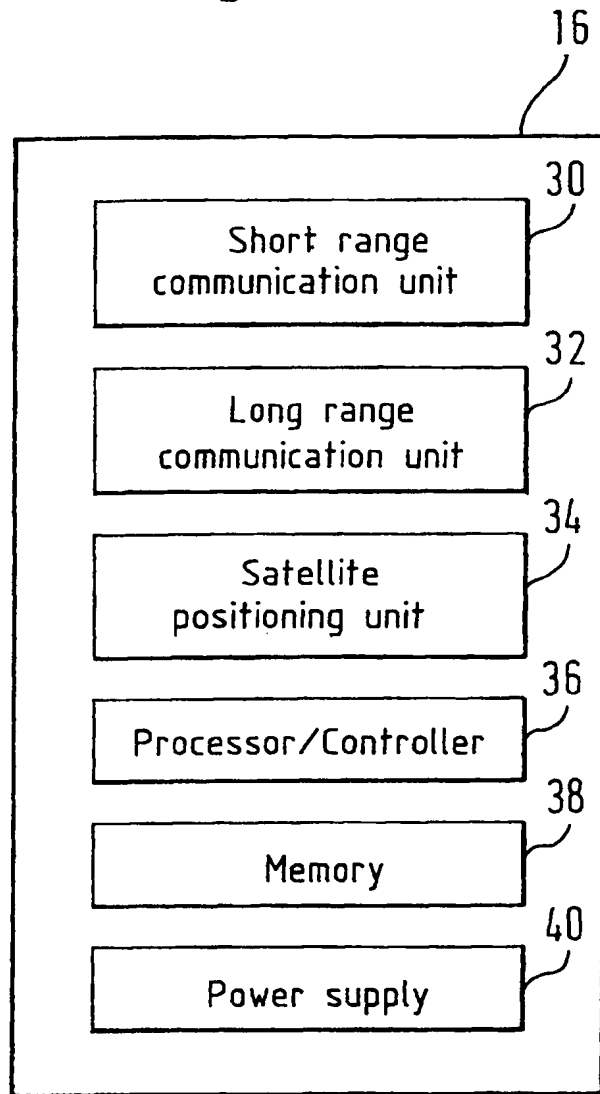 16
30
Short range
communication unit
32
Long range
communication unit
34
Satellite
positioning unit
36
Processor/Controller
38
Memory
40
Power supply